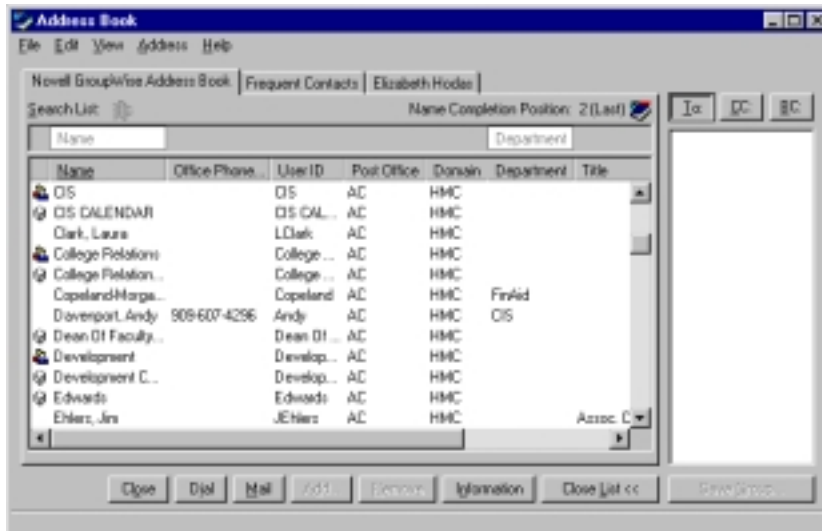 Address Book
File Edit View Address Help
Novell GroupWise Address Book Frequent Contacts Elizabeth Hodas
Search List: Name Completion Position: 2 (Last) To: CC: BC:
Name Department
Name Office Phone... User ID Post Office Domain Department Title
CIS CIS AC HMC
CIS CALENDAR CIS CAL... AC HMC
Clark, Laura LClark AC HMC
College Relations College ... AC HMC
College Relation... College ... AC HMC
Copeland-Morga... Copeland AC HMC FinAid
Davenport, Andy 909-607-4296 Andy AC HMC CIS
Dean Of Faculty... Dean Of ... AC HMC
Development Develop... AC HMC
Development C... Develop... AC HMC
Edwards Edwards AC HMC
Ehlers, Jim JEhlers AC HMC Assoc. D
Close Dial Mail Add... Remove Information Close List << Save Group...